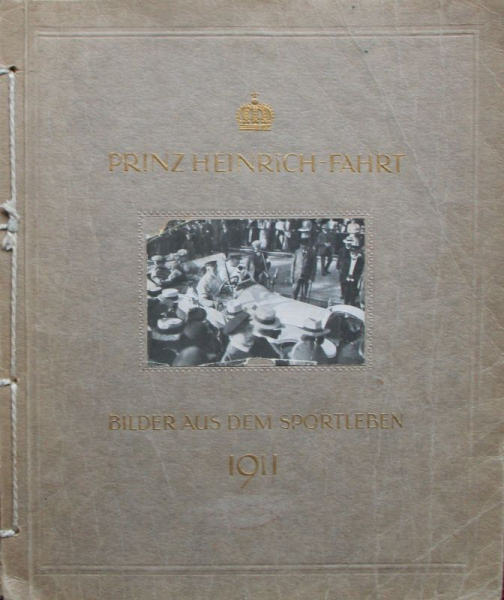 PRINZ HEINRICH-FAHRT
BILDER AUS DEM SPORTLEBEN
1911